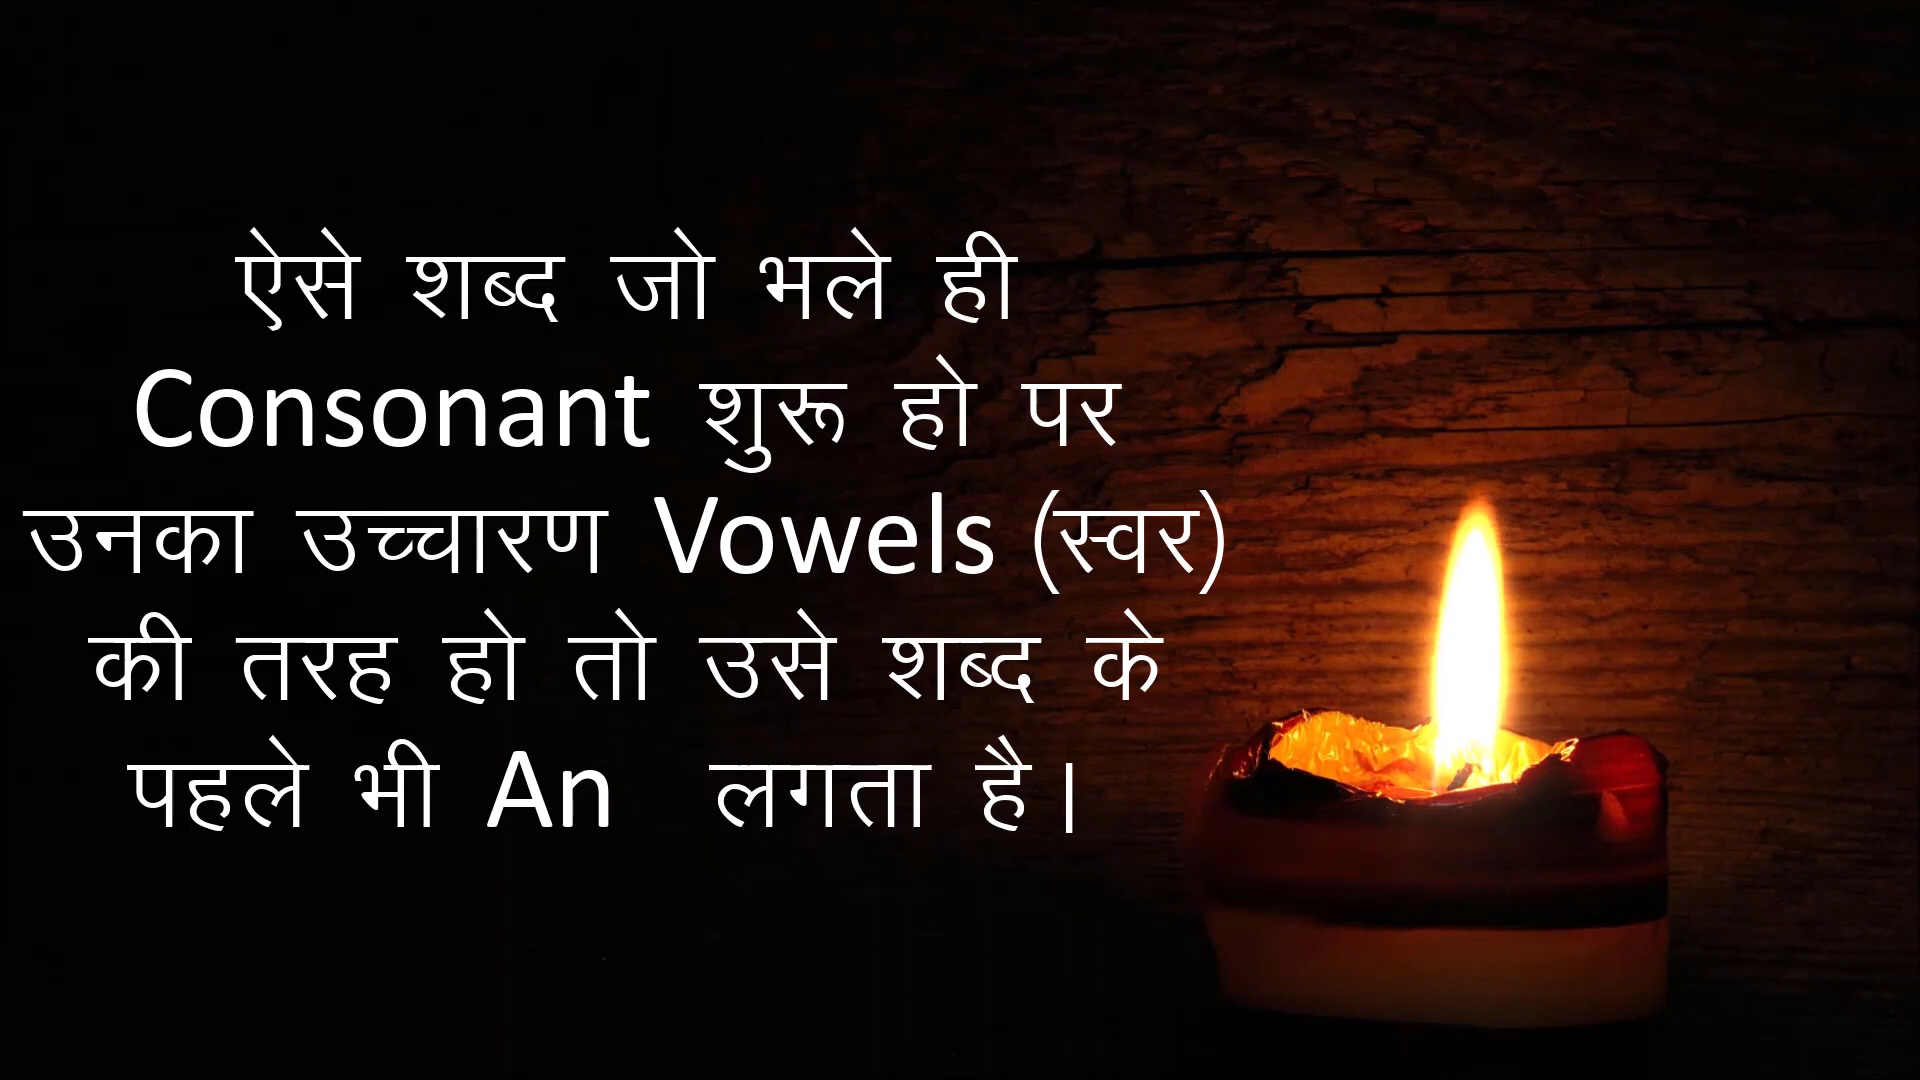 ऐसे शब्द जो भले ही
Consonant शुरू हो पर
उनका उच्चारण Vowels (स्वर)
की तरह हो तो उसे शब्द के
पहले भी An लगता है।